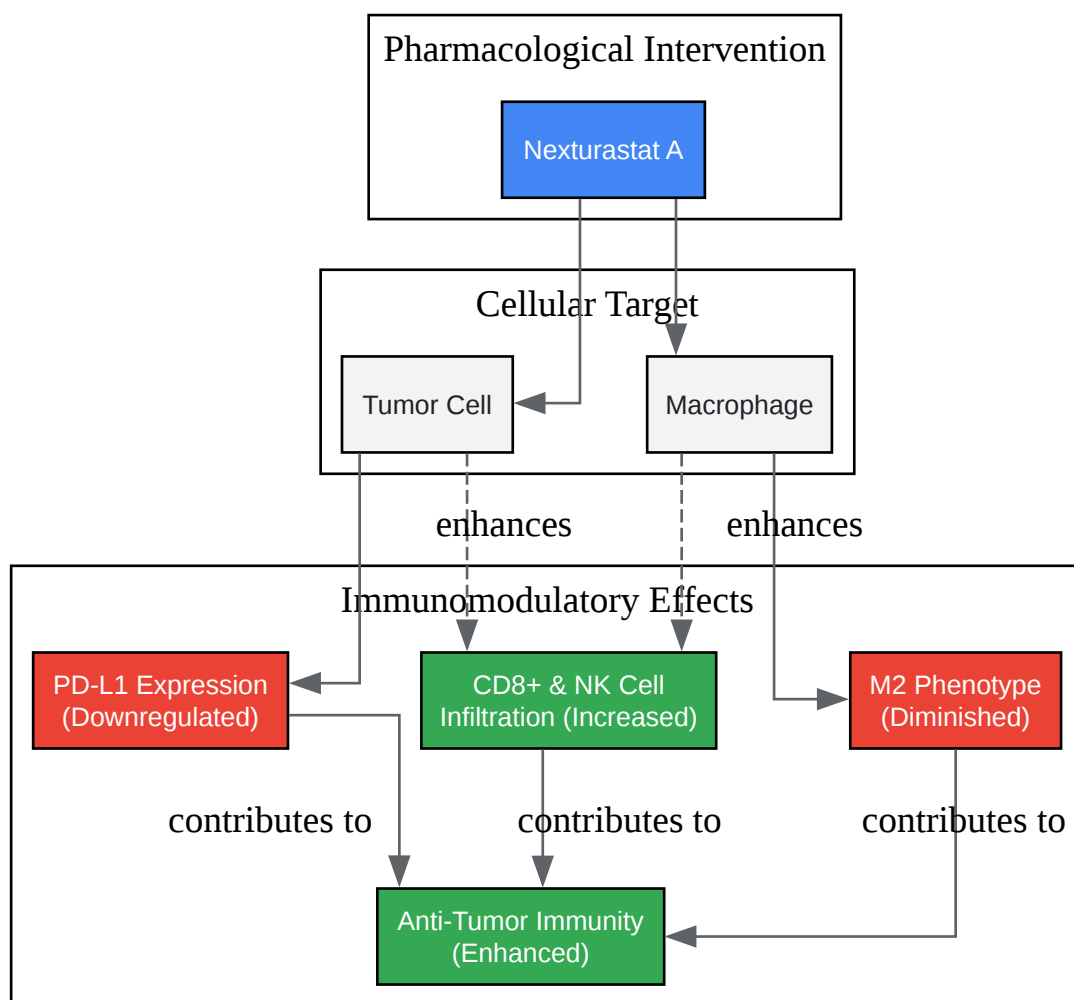 Pharmacological Intervention
Nexturastat A
Cellular Target
Tumor Cell
Macrophage
enhances
enhances
Immunomodulatory Effects
PD-L1 Expression
(Downregulated)
CD8+ & NK Cell
Infiltration (Increased)
M2 Phenotype
(Diminished)
contributes to
contributes to
contributes to
Anti-Tumor Immunity
(Enhanced)